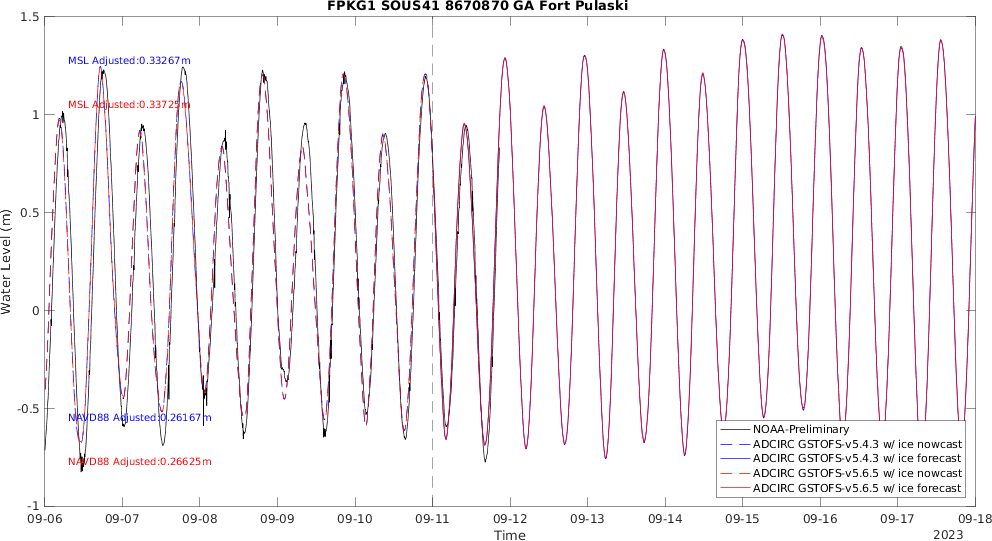 FPKG1 SOUS41 8670870 GA Fort Pulaski
1.5
MSL Adjusted:0.33267m
MSL Adjusted:0.33725m
1
0.5
Water Level (m)
0
-0.5
NAVD88 Adjusted:0.26167m
NAVD88 Adjusted:0.26625m
-1
NOAA-Preliminary
ADCIRC GSTOFS-v5.4.3 w/ ice nowcast
ADCIRC GSTOFS-v5.4.3 w/ ice forecast
ADCIRC GSTOFS-v5.6.5 w/ ice nowcast
ADCIRC GSTOFS-v5.6.5 w/ ice forecast
09-06 09-07 09-08 09-09 09-10 09-11 09-12 09-13 09-14 09-15 09-16 09-17 09-18
Time
2023